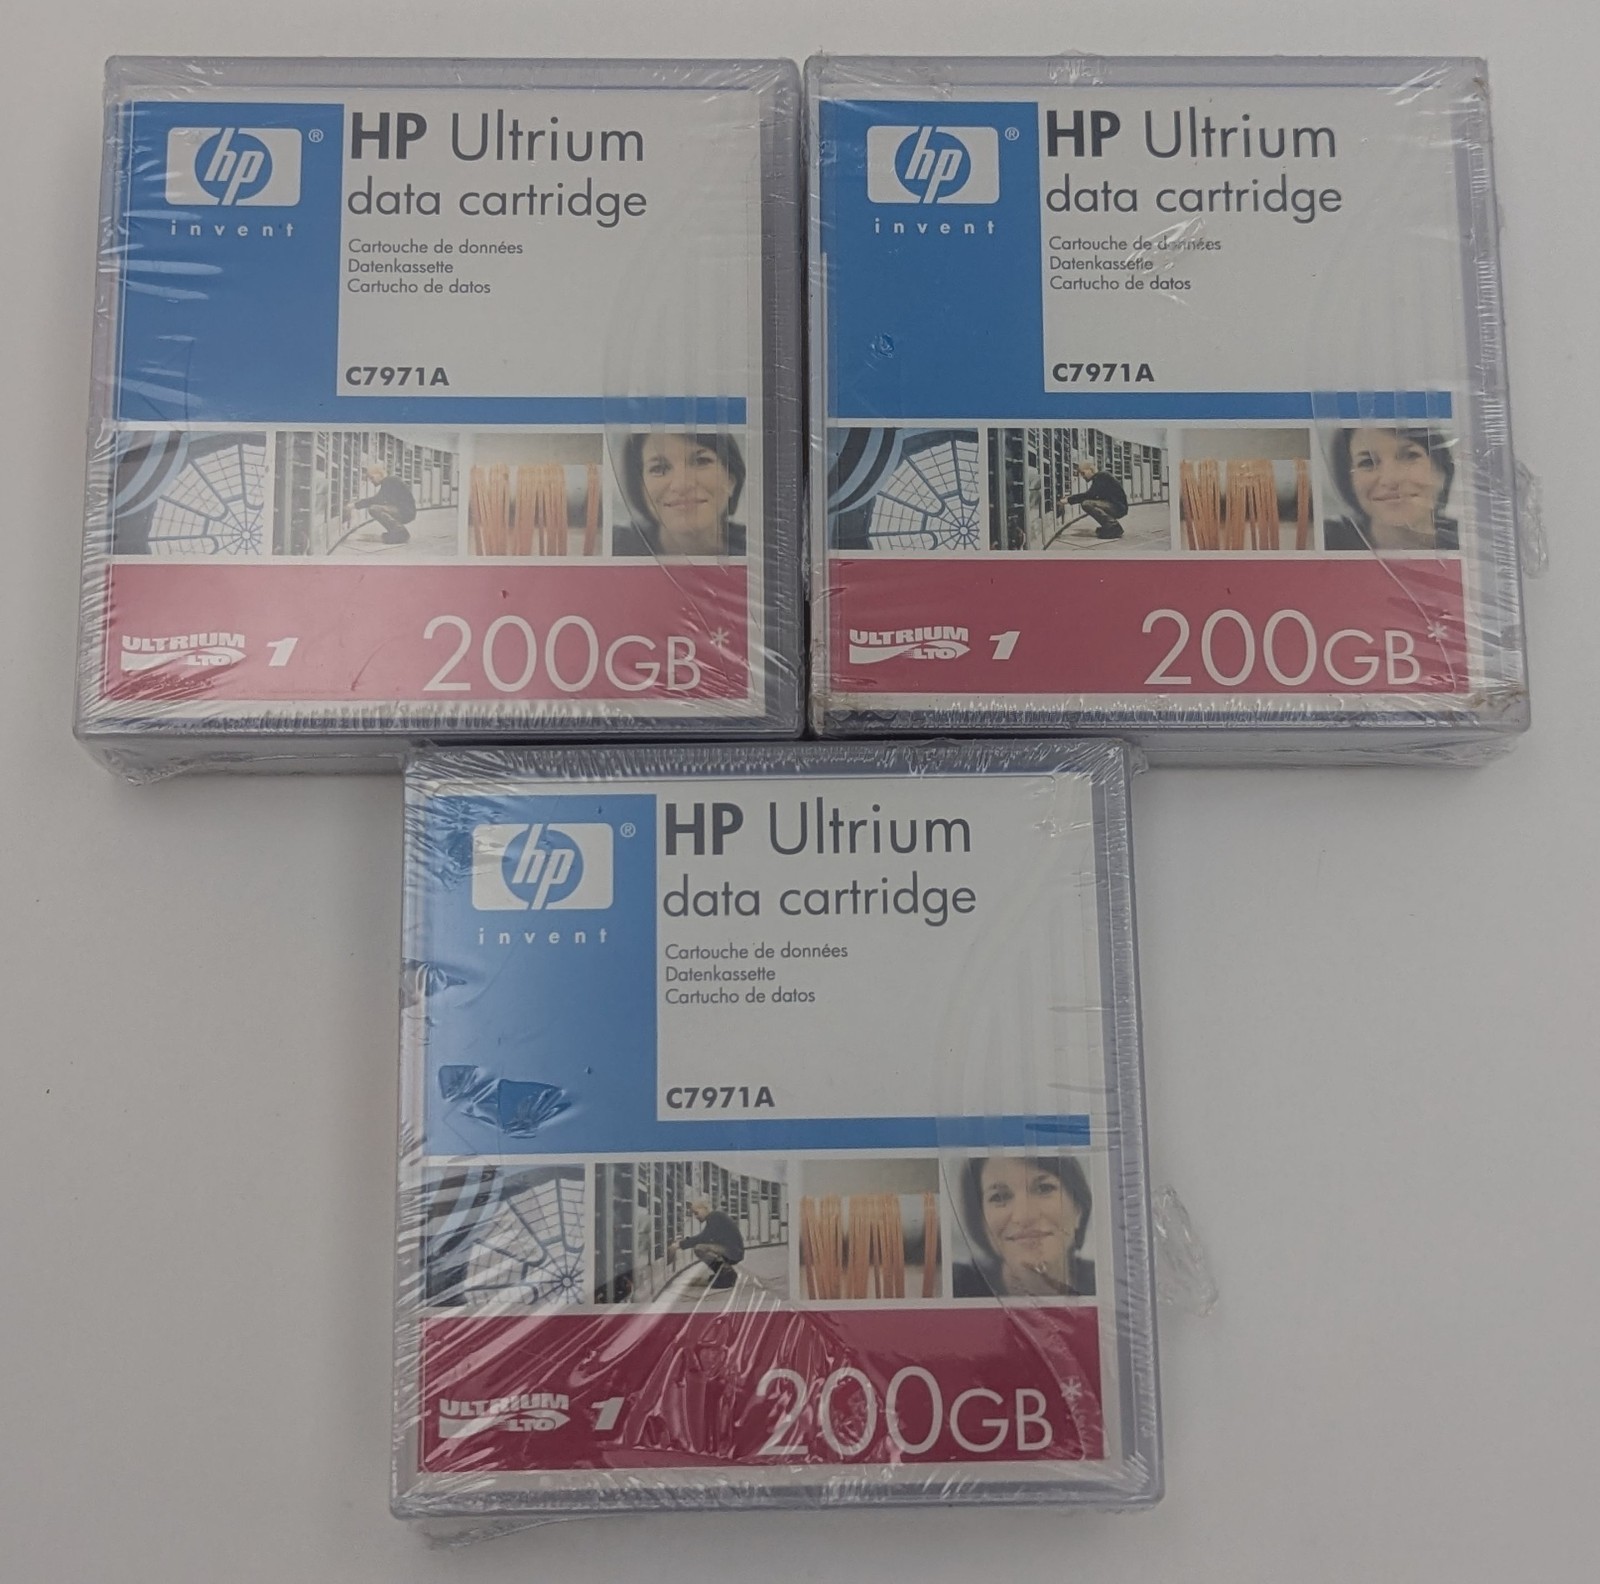 hp®
invent
HP Ultrium
data cartridge
Cartouche de données
Datenkassette
Cartucho de datos
C7971A
ULTRIUM
LTO
1
200GB*
hp®
invent
HP Ultrium
data cartridge
Cartouche de données
Datenkassette
Cartucho de datos
C7971A
ULTRIUM
LTO
1
200GB*
hp®
invent
HP Ultrium
data cartridge
Cartouche de données
Datenkassette
Cartucho de datos
C7971A
ULTRIUM
LTO
1
200GB*